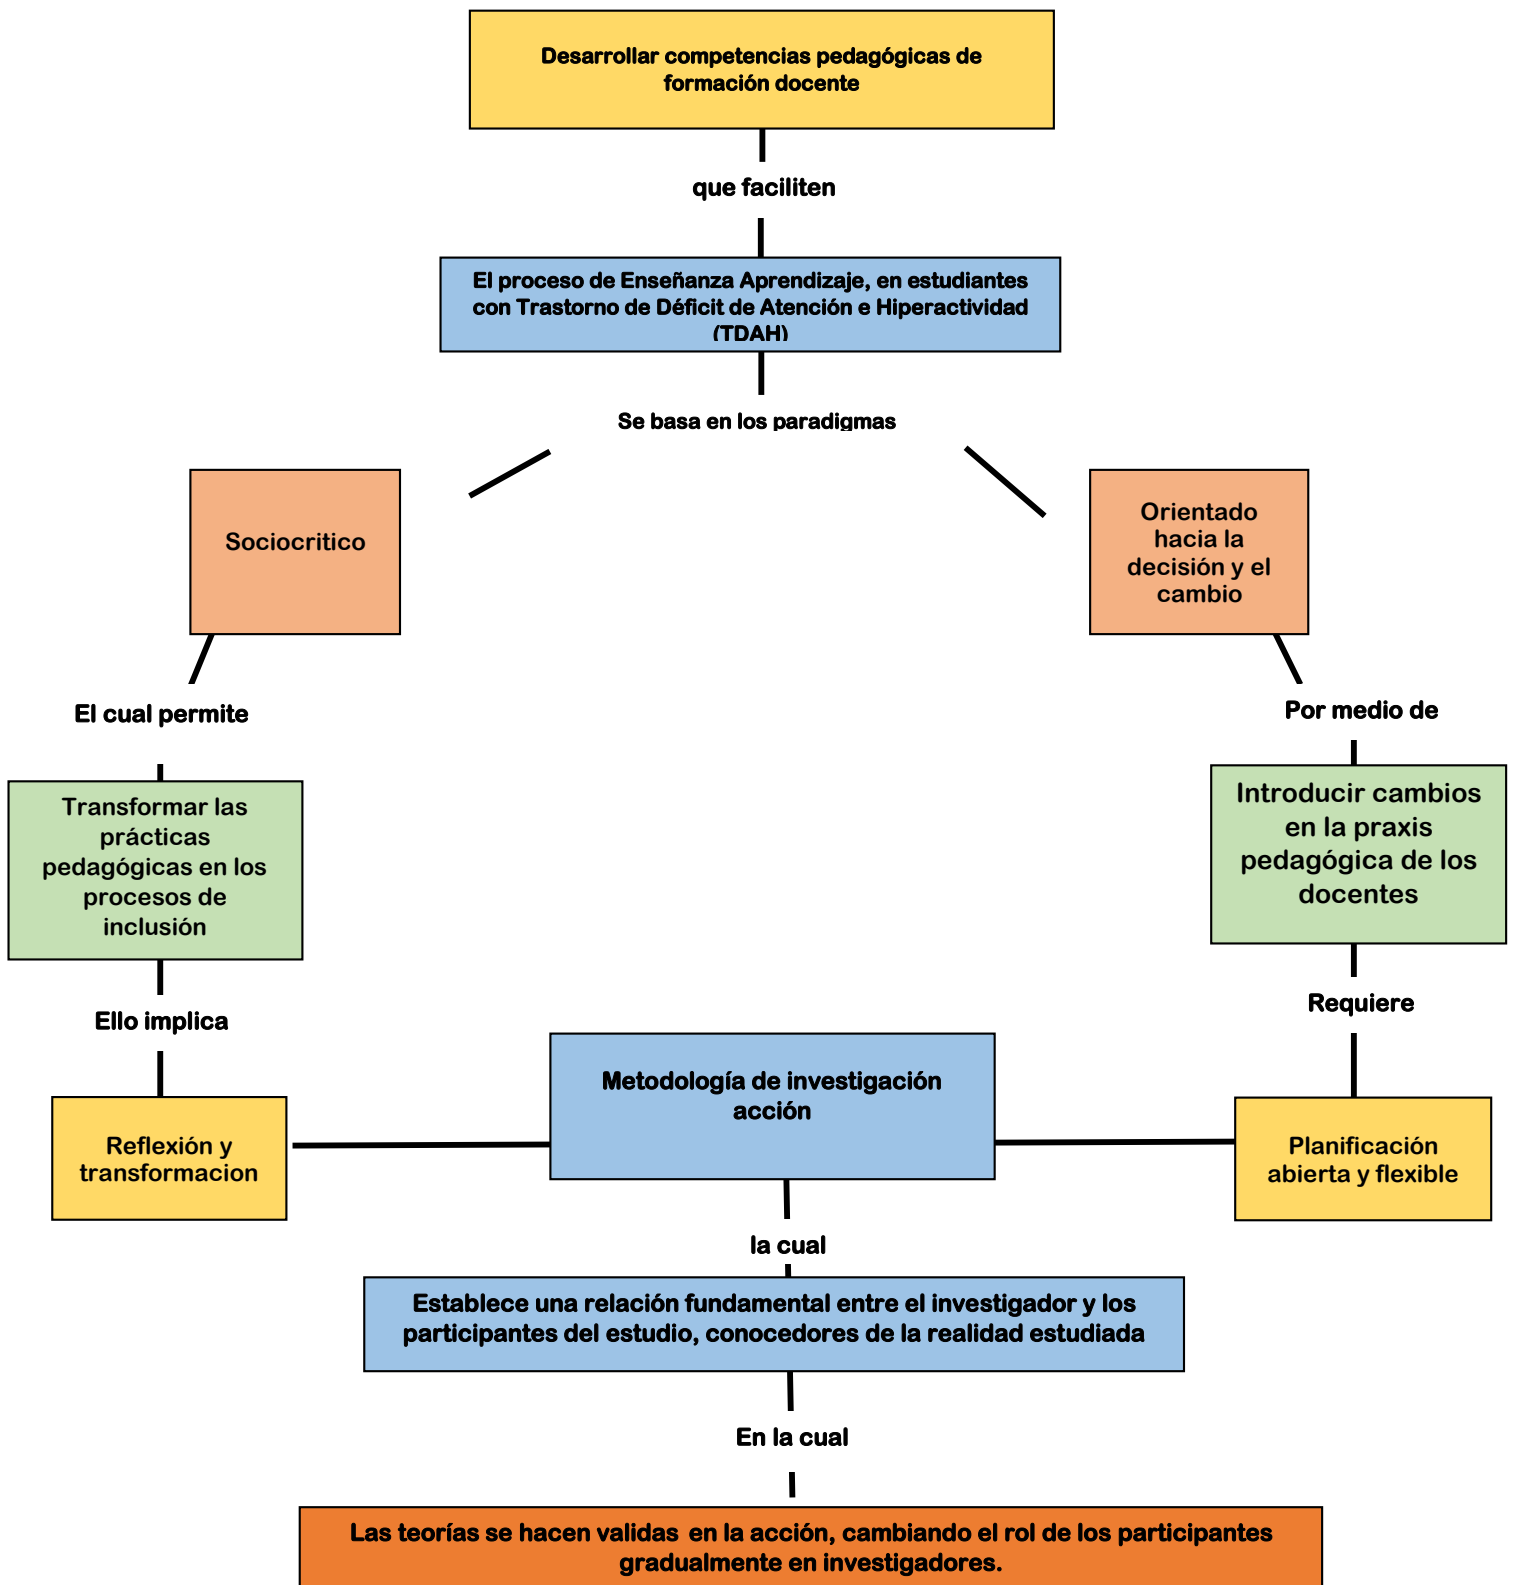 Desarrollar competencias pedagógicas de
formación docente
que faciliten
El proceso de Enseñanza Aprendizaje, en estudiantes
con Trastorno de Déficit de Atención e Hiperactividad
(TDAH)
Se basa en los paradigmas
Sociocritico
Orientado
hacia la
decisión y el
cambio
El cual permite
Por medio de
Transformar las
prácticas
pedagógicas en los
procesos de
inclusión
Introducir cambios
en la praxis
pedagógica de los
docentes
Ello implica
Requiere
Reflexión y
transformacion
Metodología de investigación
acción
Planificación
abierta y flexible
la cual
Establece una relación fundamental entre el investigador y los
participantes del estudio, conocedores de la realidad estudiada
En la cual
Las teorías se hacen validas en la acción, cambiando el rol de los participantes
gradualmente en investigadores.